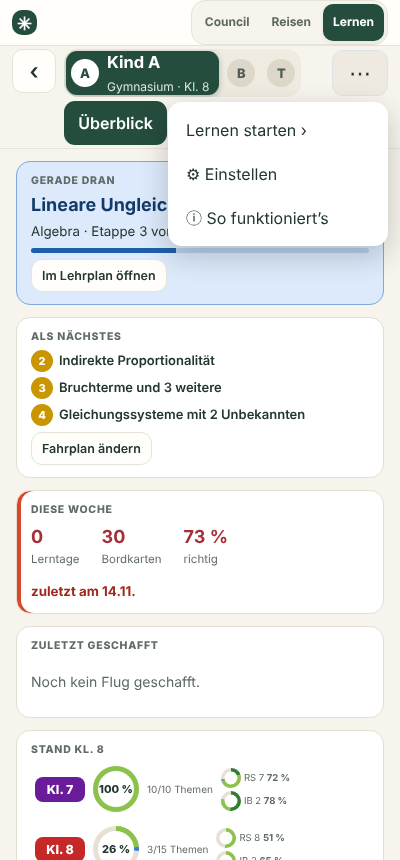 Council Reisen Lernen
‹ A Kind A B T ...
Gymnasium · Kl. 8
Überblick
Lernen starten ›
⚙ Einstellen
ⓘ So funktioniert’s
GERADE DRAN
Lineare Ungleic
Algebra · Etappe 3 vo
Im Lehrplan öffnen
ALS NÄCHSTES
2 Indirekte Proportionalität
3 Bruchterme und 3 weitere
4 Gleichungssysteme mit 2 Unbekannten
Fahrplan ändern
DIESE WOCHE
0 30 73 %
Lerntage Bordkarten richtig
zuletzt am 14.11.
ZULETZT GESCHAFFT
Noch kein Flug geschafft.
STAND KL. 8
Kl. 7 100 % 10/10 Themen RS 7 72 %
IB 2 78 %
Kl. 8 26 % 3/15 Themen RS 8 51 %
IB 2 65 %